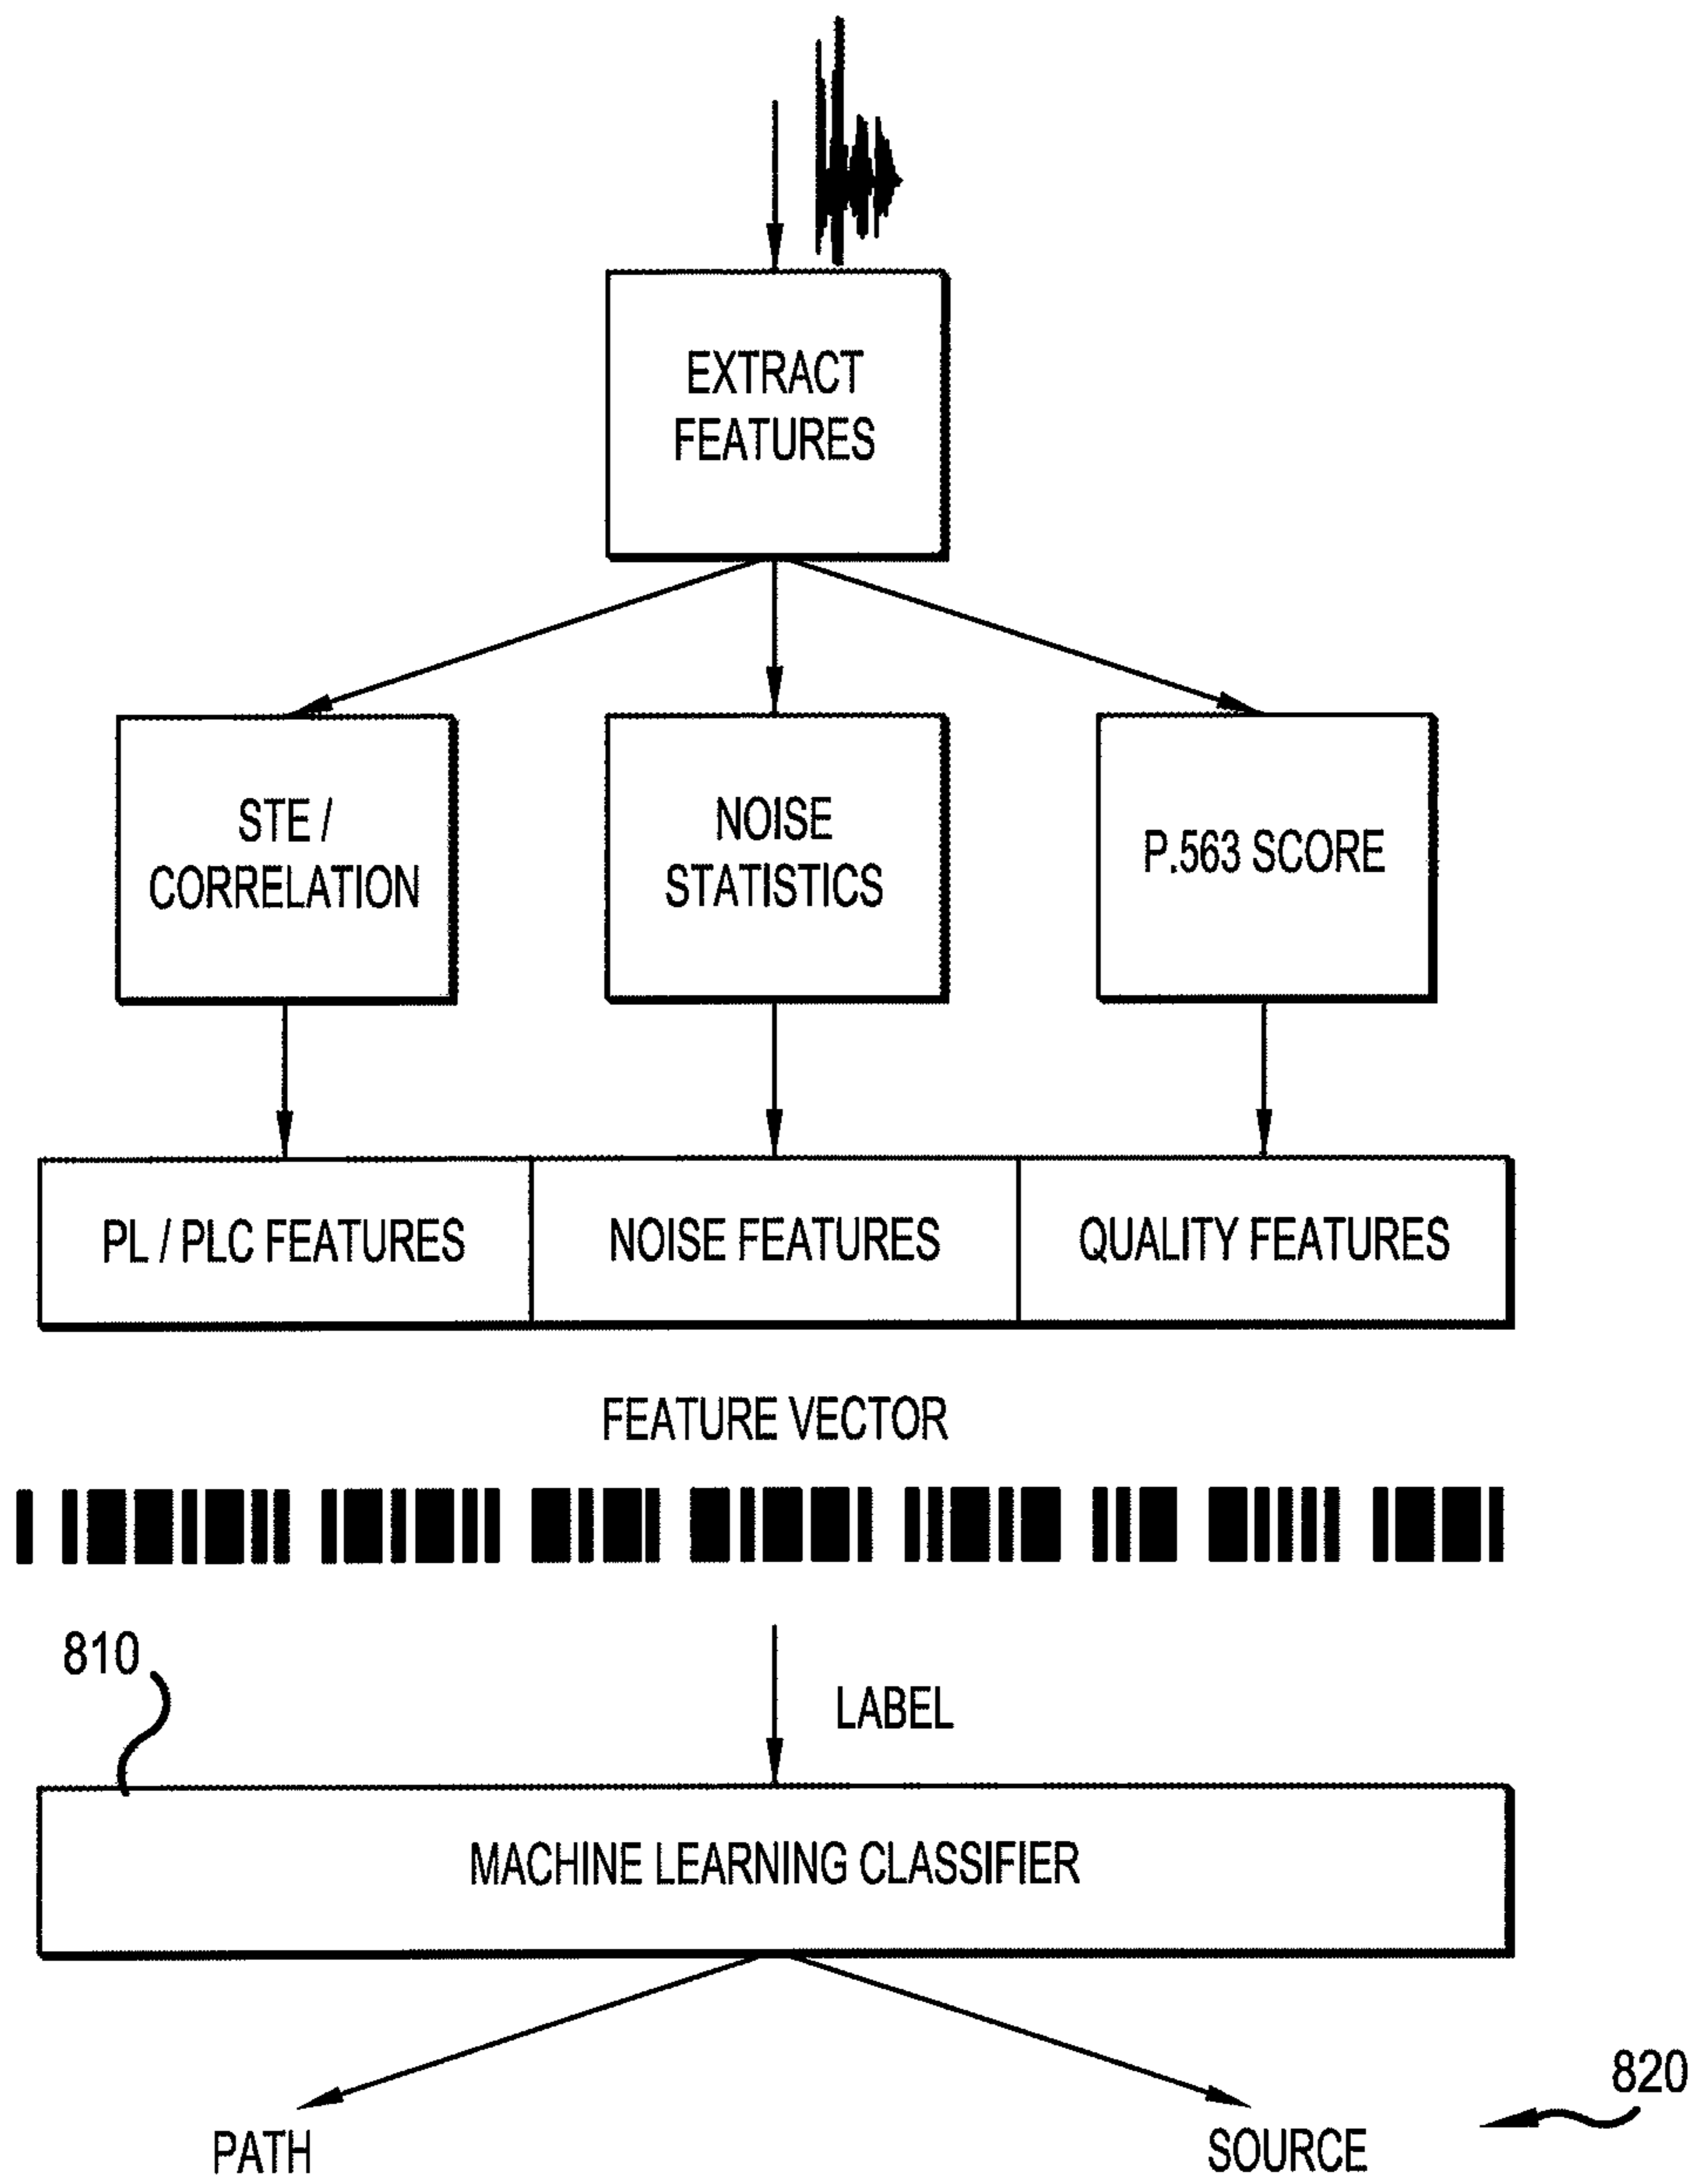 EXTRACT
FEATURES
STE /
CORRELATION
NOISE
STATISTICS
P.563 SCORE
PL / PLC FEATURES
NOISE FEATURES
QUALITY FEATURES
FEATURE VECTOR
810
LABEL
MACHINE LEARNING CLASSIFIER
820
PATH
SOURCE